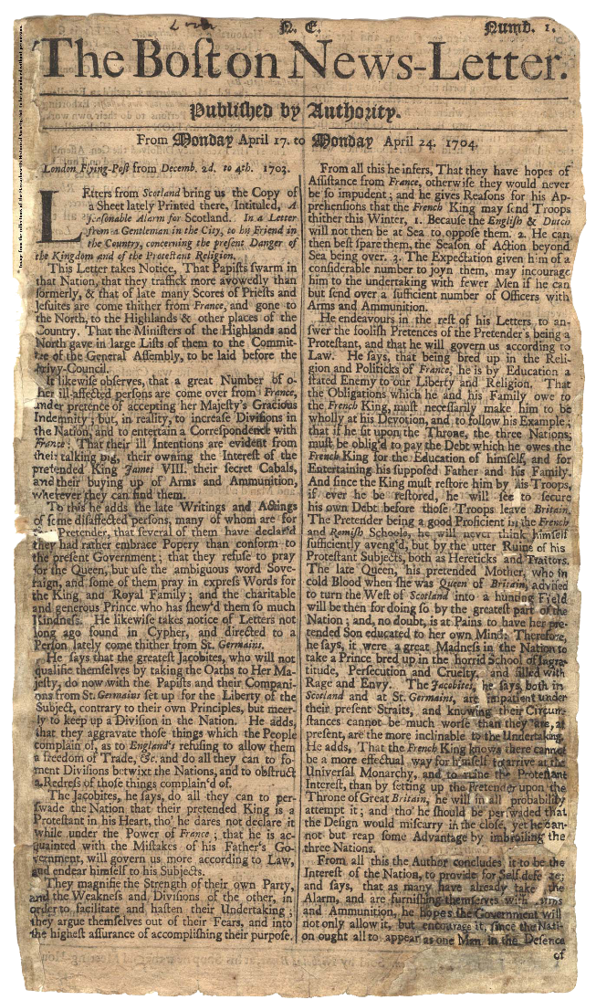 N. E.
Numb. 1.
The Boſton News-Letter.
Publiſhed by Authority.
From Monday April 17. to Monday April 24. 1704.
London Flying-Poſt from Decemb. 2d. to 4th. 1703.
LEtters from Scotland bring us the Copy of
a Sheet lately Printed there, Intituled, A
ſeaſonable Alarm for Scotland. In a Letter
from a Gentleman in the City, to his Friend in
the Country, concerning the preſent Danger of
the Kingdom and of the Proteſtant Religion.
This Letter takes Notice, That Papiſts ſwarm in
that Nation, that they traffick more avowedly than
formerly, & that of late many Scores of Prieſts and
Jeſuites are come thither from France, and gone to
the North, to the Highlands & other places of the
Country. That the Miniſters of the Highlands and
North gave in large Liſts of them to the Commit-
tee of the General Aſſembly, to be laid before the
Privy-Council.
It likewiſe obſerves, that a great Number of o-
ther ill-affected perſons are come over from France,
under pretence of accepting her Majeſty's Gracious
Indemnity; but, in reality, to increaſe Diviſions in
the Nation, and to entertain a Correſpondence with
France: That their ill Intentions are evident from
their talking big, their owning the Intereſt of the
pretended King James VIII. their ſecret Cabals,
and their buying up of Arms and Ammunition,
wherever they can find them.
To this he adds the late Writings and Actings
of ſome diſaffected perſons, many of whom are for
Pretender, that ſeveral of them have declar'd
they had rather embrace Popery than conform to
the preſent Government; that they refuſe to pray
for the Queen, but uſe the ambiguous word Sove-
raign, and ſome of them pray in expreſs Words for
the King and Royal Family; and the charitable
and generous Prince who has ſhew'd them ſo much
Kindneſs. He likewiſe takes notice of Letters not
long ago found in Cypher, and directed to a
Perſon lately come thither from St. Germains.
He ſays that the greateſt Jacobites, who will not
qualifie themſelves by taking the Oaths to Her Ma-
jeſty, do now with the Papiſts and their Compani-
ons from St. Germains ſet up for the Liberty of the
Subject, contrary to their own Principles, but meer-
ly to keep up a Diviſion in the Nation. He adds,
that they aggravate thoſe things which the People
complain of, as to England's refuſing to allow them
a freedom of Trade, &c. and do all they can to fo-
ment Diviſions betwixt the Nations, and to obſtruct
a Redreſs of thoſe things complain'd of.
The Jacobites, he ſays, do all they can to per-
ſwade the Nation that their pretended King is a
Proteſtant in his Heart, tho' he dares not declare it
while under the Power of France; that he is ac-
quainted with the Miſtakes of his Father's Go-
vernment, will govern us more according to Law,
and endear himſelf to his Subjects.
They magnifie the Strength of their own Party,
and the Weakneſs and Diviſions of the other, in
order to facilitate and haſten their Undertaking;
they argue themſelves out of their Fears, and into
the higheſt aſſurance of accompliſhing their purpoſe.
From all this he infers, That they have hopes of
Aſſiſtance from France, otherwiſe they would never
be ſo impudent; and he gives Reaſons for his Ap-
prehenſions that the French King may ſend Troops
thither this Winter, 1. Becauſe the Engliſh & Dutch
will not then be at Sea to oppoſe them. 2. He can
then beſt ſpare them, the Seaſon of Action beyond
Sea being over. 3. The Expectation given him of a
conſiderable number to joyn them, may encourage
him to the undertaking with fewer Men if he can
but ſend over a ſufficient number of Officers with
Arms and Ammunition.
He endeavours in the reſt of his Letters to an-
ſwer the fooliſh Pretences of the Pretender's being a
Proteſtant, and that he will govern us according to
Law. He ſays, that being bred up in the Reli-
gion and Politicks of France, he is by Education a
ſtated Enemy to our Liberty and Religion. That
the Obligations which he and his Family owe to
the French King, muſt neceſſarily make him to be
wholly at his Devotion, and to follow his Example;
that if he ſit upon the Throne, the three Nations
muſt be oblig'd to pay the Debt which he owes the
French King for the Education of himſelf, and for
Entertaining his ſuppoſed Father and his Family.
And ſince the King muſt reſtore him by his Troops,
if ever he be reſtored, he will ſee to ſecure
his own Debt before thoſe Troops leave Britain.
The Pretender being a good Proficient in the French
and Romiſh Schools, he will never think himſelf
ſufficiently aveng'd, but by the utter Ruine of his
Proteſtant Subjects, both as Hereticks and Traitors.
The late Queen, his pretended Mother, who in
cold Blood when ſhe was Queen of Britain, adviſed
to turn the Weſt of Scotland into a hunting Field
will be then for doing ſo by the greateſt part of the
Nation; and, no doubt, is at Pains to have her pre-
tended Son educated to her own Mind: Therefore,
he ſays, it were a great Madneſs in the Nation to
take a Prince bred up in the horrid School of Ingra-
titude, Perſecution and Cruelty, and filled with
Rage and Envy. The Jacobites, he ſays, both in
Scotland and at St. Germains, are impatient under
their preſent Straits, and knowing their Circum-
ſtances cannot be much worſe than they are, at
preſent, are the more inclinable to the Undertaking.
He adds, That the French King knows there cannot
be a more effectual way for himſelf to arrive at the
Univerſal Monarchy, and to ruine the Proteſtant
Intereſt, than by ſetting up the Pretender upon the
Throne of Great Britain, he will in all probability
attempt it; and tho' he ſhould be perſwaded that
the Deſign would miſcarry in the cloſe, yet he can-
not but reap ſome Advantage by imbroiling the
three Nations.
From all this the Author concludes it to be the
Intereſt of the Nation, to provide for Self defence;
and ſays, that as many have already taken the
Alarm, and are furniſhing themſelves with Arms
and Ammunition, he hopes the Government will
not only allow it, but encourage it, ſince the Nati-
on ought all to appear as one Man in the Defence
of